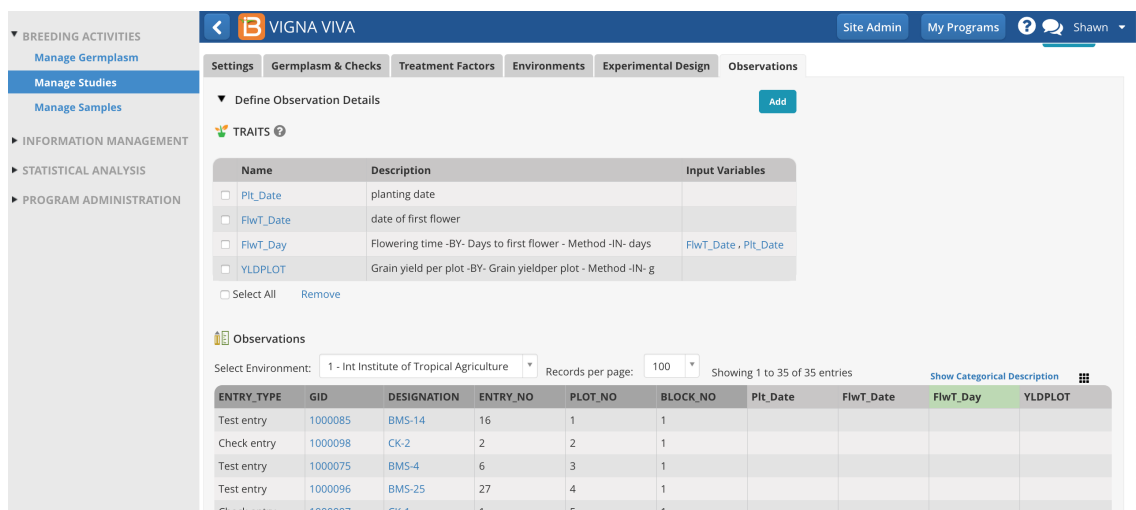 VIGNA VIVA
Site Admin
My Programs
Shawn
BREEDING ACTIVITIES
Manage Germplasm
Manage Studies
Manage Samples
INFORMATION MANAGEMENT
STATISTICAL ANALYSIS
PROGRAM ADMINISTRATION
Settings Germplasm & Checks Treatment Factors Environments Experimental Design Observations
Define Observation Details Add
TRAITS
Name Description Input Variables
Plt_Date planting date
FlwT_Date date of first flower
FlwT_Day Flowering time -BY- Days to first flower - Method -IN- days FlwT_Date , Plt_Date
YLDPLOT Grain yield per plot -BY- Grain yieldper plot - Method -IN- g
Select All Remove
Observations
Select Environment: 1 - Int Institute of Tropical Agriculture Records per page: 100 Showing 1 to 35 of 35 entries Show Categorical Description
ENTRY_TYPE GID DESIGNATION ENTRY_NO PLOT_NO BLOCK_NO Plt_Date FlwT_Date FlwT_Day YLDPLOT
Test entry 1000085 BMS-14 16 1 1
Check entry 1000098 CK-2 2 2 1
Test entry 1000075 BMS-4 6 3 1
Test entry 1000096 BMS-25 27 4 1